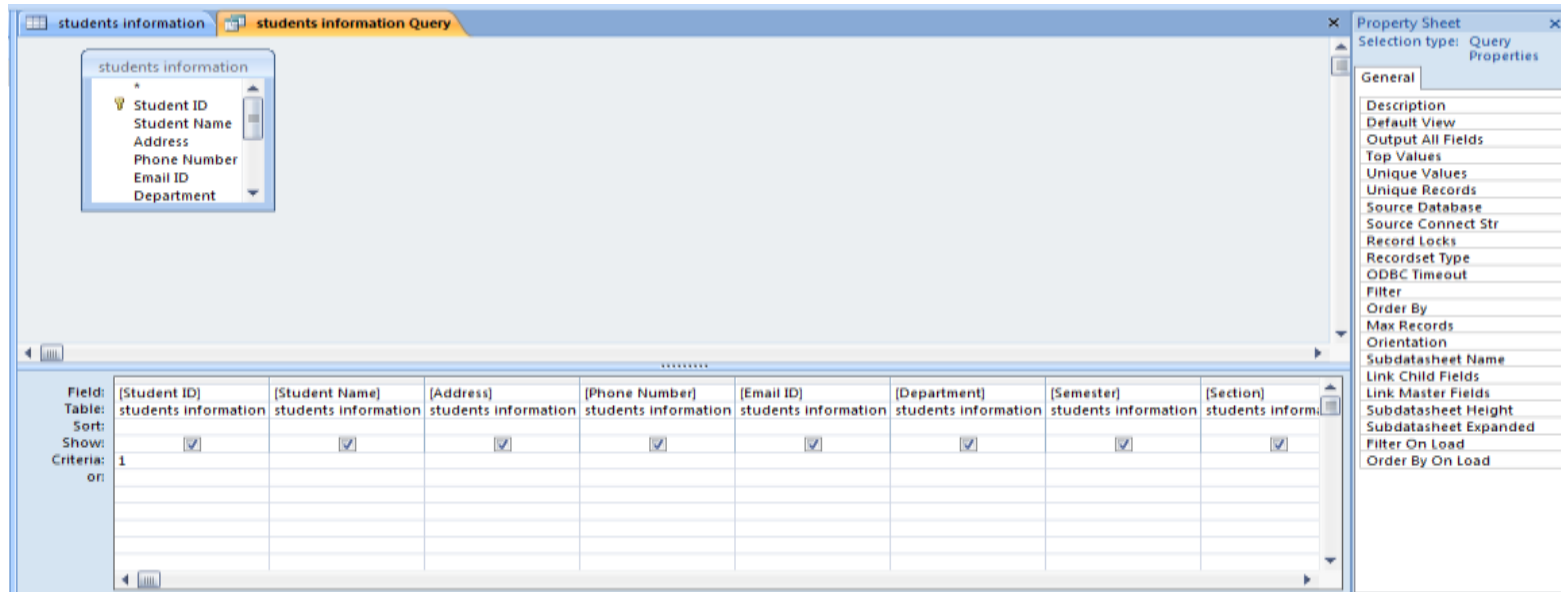 students information students information Query
Property Sheet
Selection type: Query Properties
General
Description
Default View
Output All Fields
Top Values
Unique Values
Unique Records
Source Database
Source Connect Str
Record Locks
Recordset Type
ODBC Timeout
Filter
Order By
Max Records
Orientation
Subdatasheet Name
Link Child Fields
Link Master Fields
Subdatasheet Height
Subdatasheet Expanded
Filter On Load
Order By On Load
students information
*
Student ID
Student Name
Address
Phone Number
Email ID
Department
Field: [Student ID] [Student Name] [Address] [Phone Number] [Email ID] [Department] [Semester] [Section]
Table: students information students information students information students information students information students information students information students informa
Sort:
Show:
Criteria: 1
or: